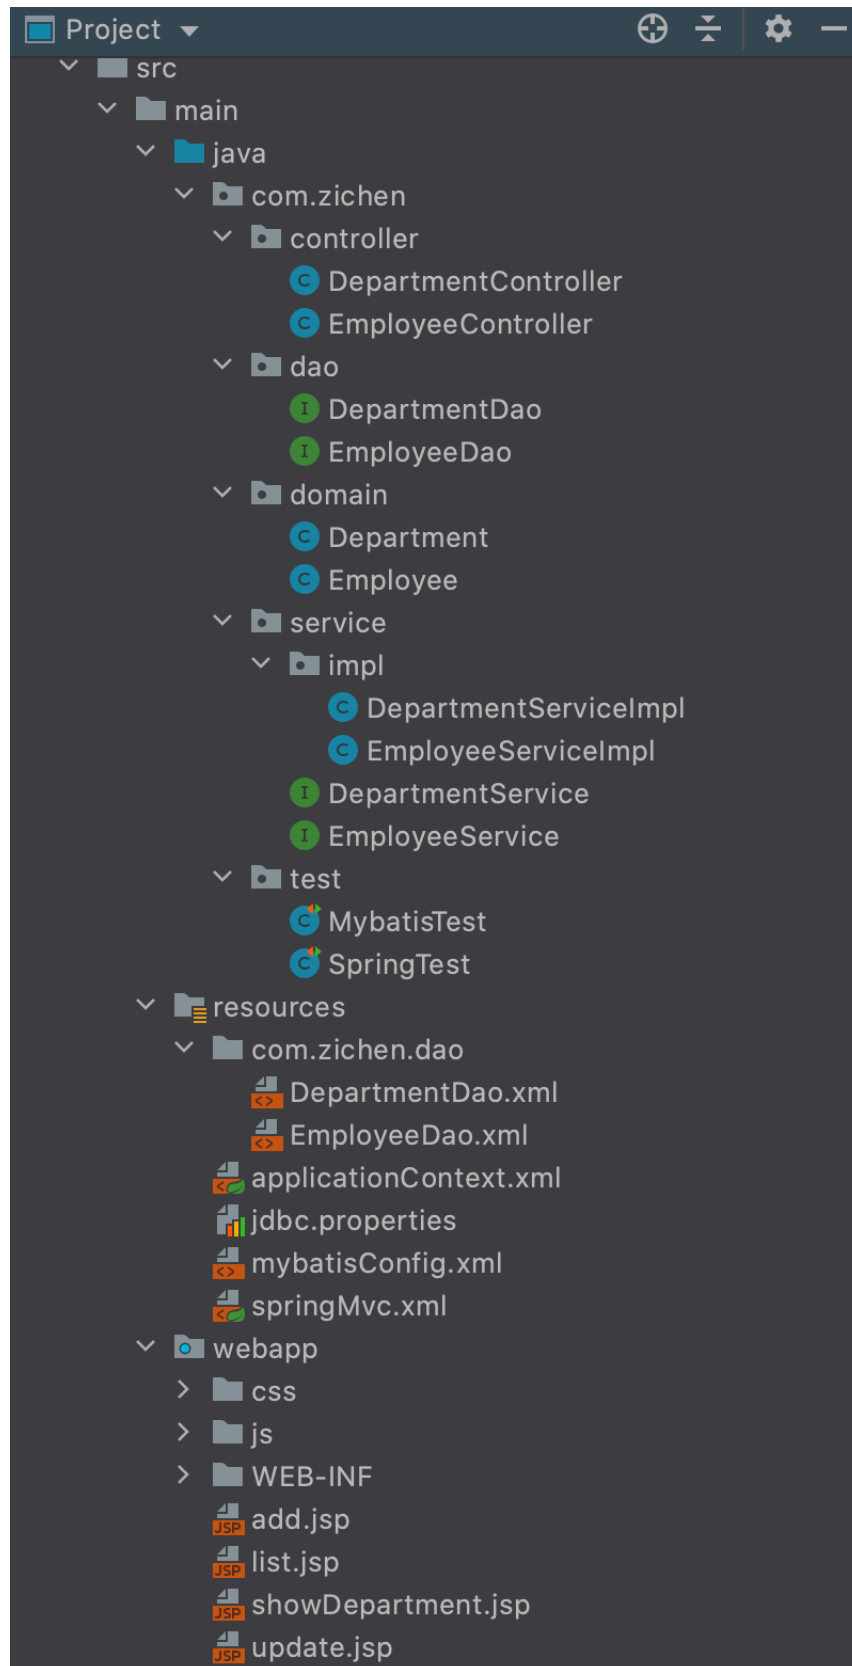 Project
src
main
java
com.zichen
controller
DepartmentController
EmployeeController
dao
DepartmentDao
EmployeeDao
domain
Department
Employee
service
impl
DepartmentServiceImpl
EmployeeServiceImpl
DepartmentService
EmployeeService
test
MybatisTest
SpringTest
resources
com.zichen.dao
DepartmentDao.xml
EmployeeDao.xml
applicationContext.xml
jdbc.properties
mybatisConfig.xml
springMvc.xml
webapp
css
js
WEB-INF
add.jsp
list.jsp
showDepartment.jsp
update.jsp